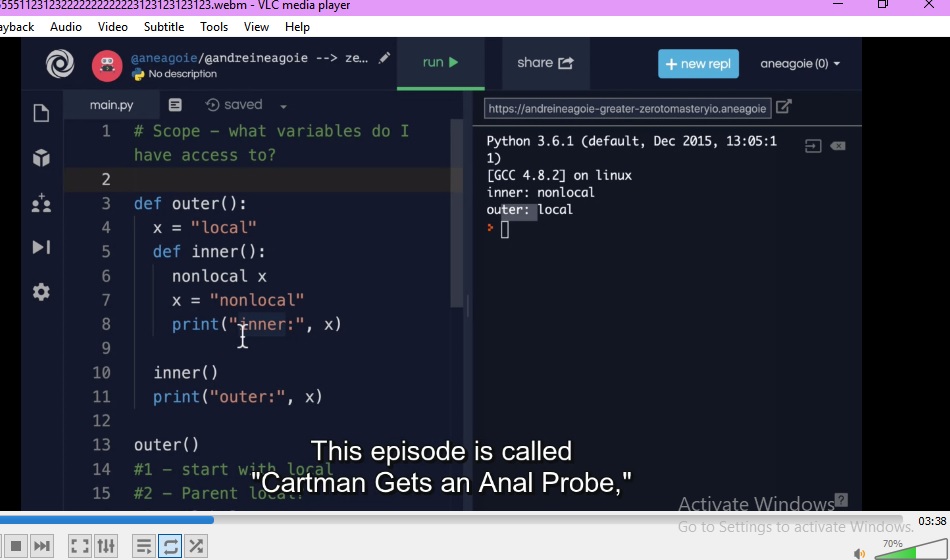 5555112312322222222222223123123123123.webm - VLC media player
ayback Audio Video Subtitle Tools View Help
@aneagoie/@andreineagoie --> ze...
No description
run
share
+ new repl
aneagoie (0)
main.py
saved
https://andreineagoie-greater-zerotomasteryio.aneagoie
1 # Scope – what variables do I
have access to?
2
3 def outer():
4 x = "local"
5 def inner():
6 nonlocal x
7 x = "nonlocal"
8 print("inner:", x)
9
10 inner()
11 print("outer:", x)
12
13 outer()
14 #1 – start with local
15 #2 – Parent local?
Python 3.6.1 (default, Dec 2015, 13:05:1
1)
[GCC 4.8.2] on linux
inner: nonlocal
outer: local
This episode is called
"Cartman Gets an Anal Probe,"
Activate Windows
Go to Settings to activate Windows.
03:38
70%